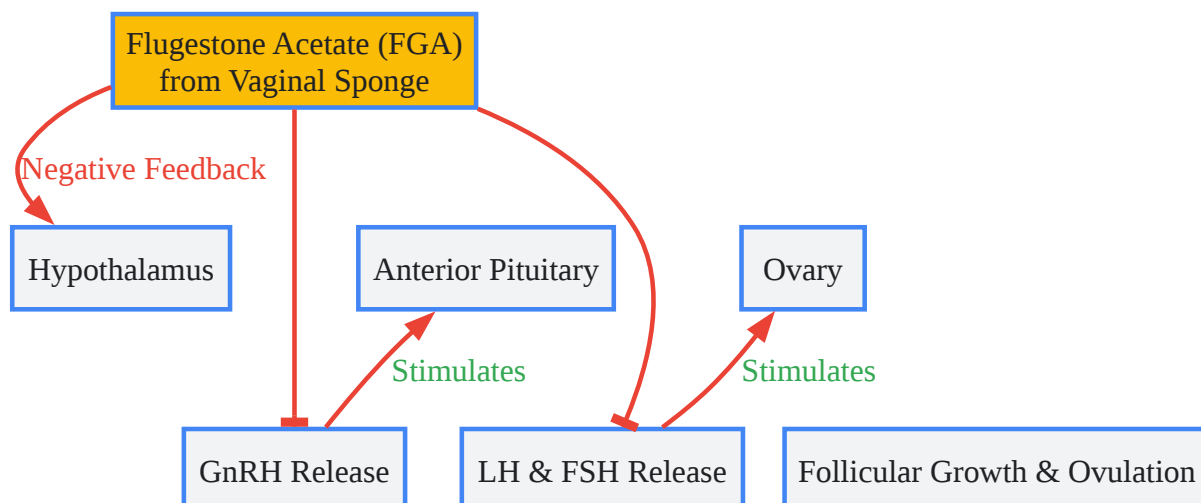 Flugestone Acetate (FGA)
from Vaginal Sponge
Negative Feedback
Hypothalamus
Anterior Pituitary
Ovary
Stimulates
Stimulates
GnRH Release
LH & FSH Release
Follicular Growth & Ovulation